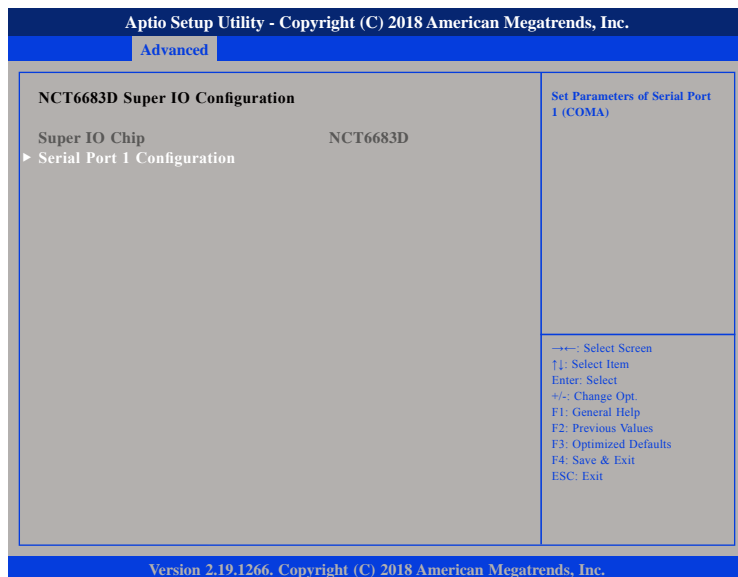 Aptio Setup Utility - Copyright (C) 2018 American Megatrends, Inc.
Advanced
NCT6683D Super IO Configuration
Super IO Chip NCT6683D
▶ Serial Port 1 Configuration
Set Parameters of Serial Port
1 (COMA)
→←: Select Screen
↑↓: Select Item
Enter: Select
+/-: Change Opt.
F1: General Help
F2: Previous Values
F3: Optimized Defaults
F4: Save & Exit
ESC: Exit
Version 2.19.1266. Copyright (C) 2018 American Megatrends, Inc.